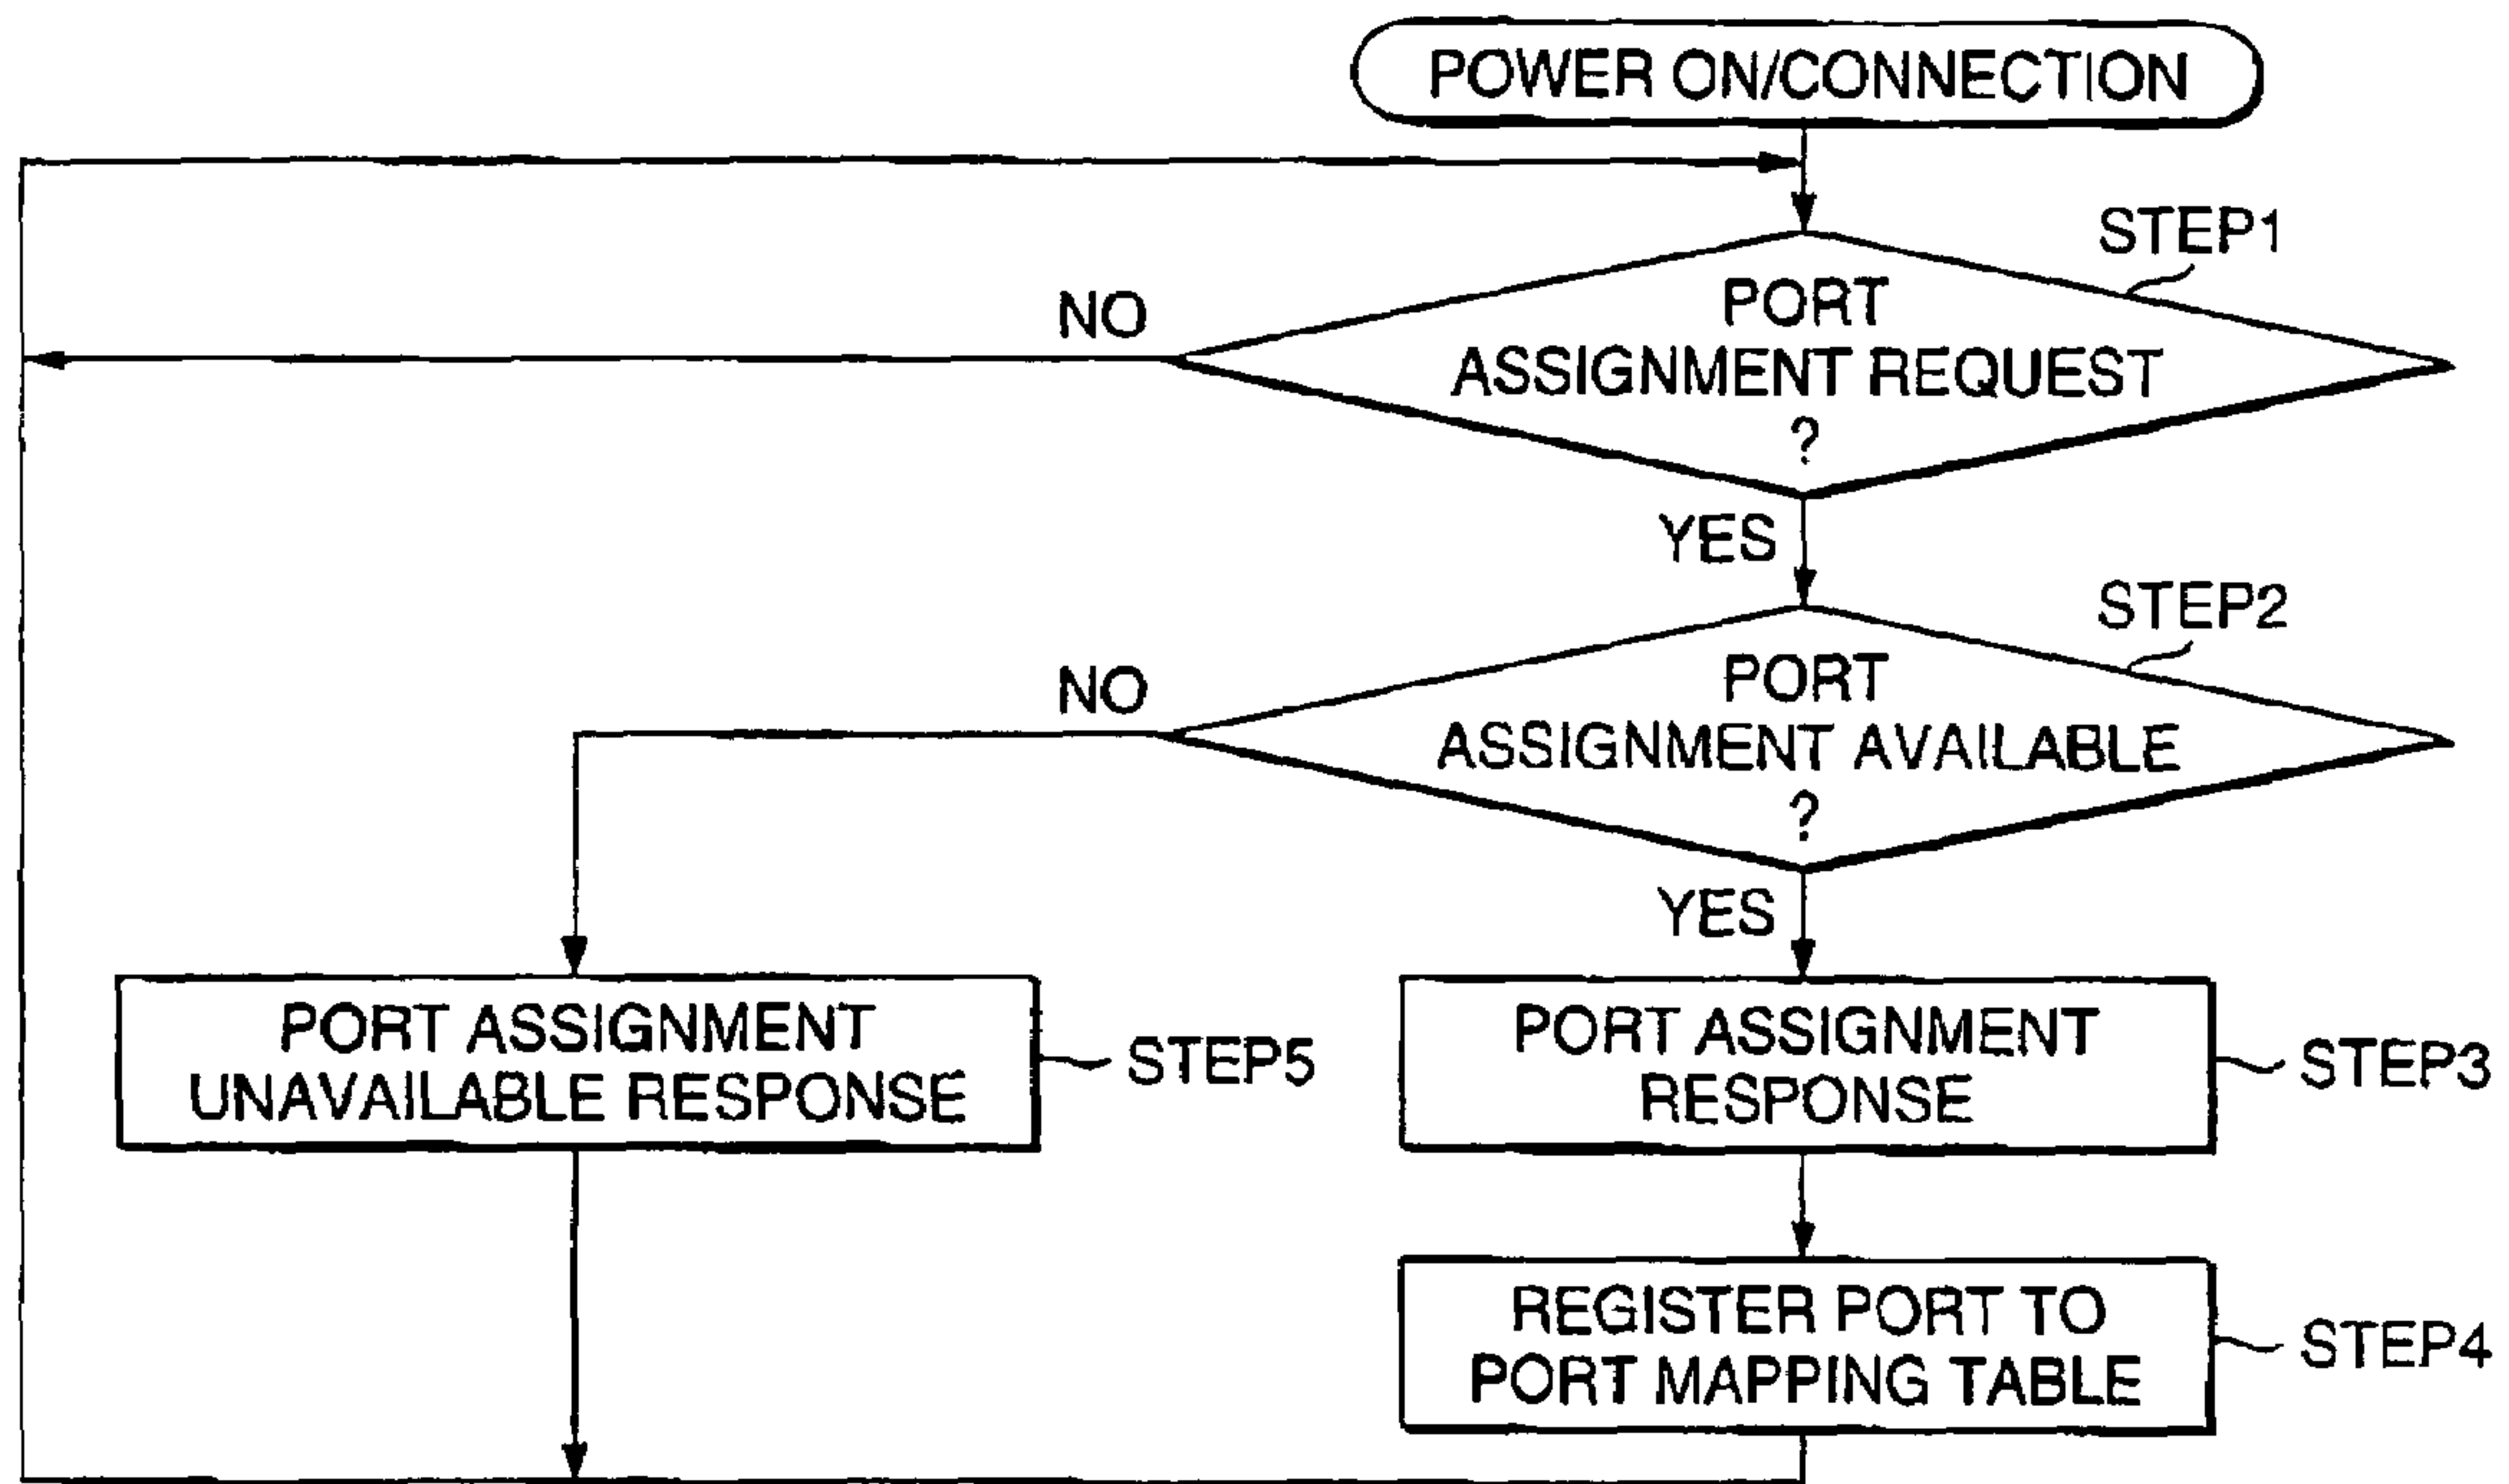 POWER ON/CONNECTION
STEP1
NO
PORT
ASSIGNMENT REQUEST
?
YES
STEP2
NO
PORT
ASSIGNMENT AVAILABLE
?
YES
PORT ASSIGNMENT
UNAVAILABLE RESPONSE
STEP5
PORT ASSIGNMENT
RESPONSE
STEP3
REGISTER PORT TO
PORT MAPPING TABLE
STEP4